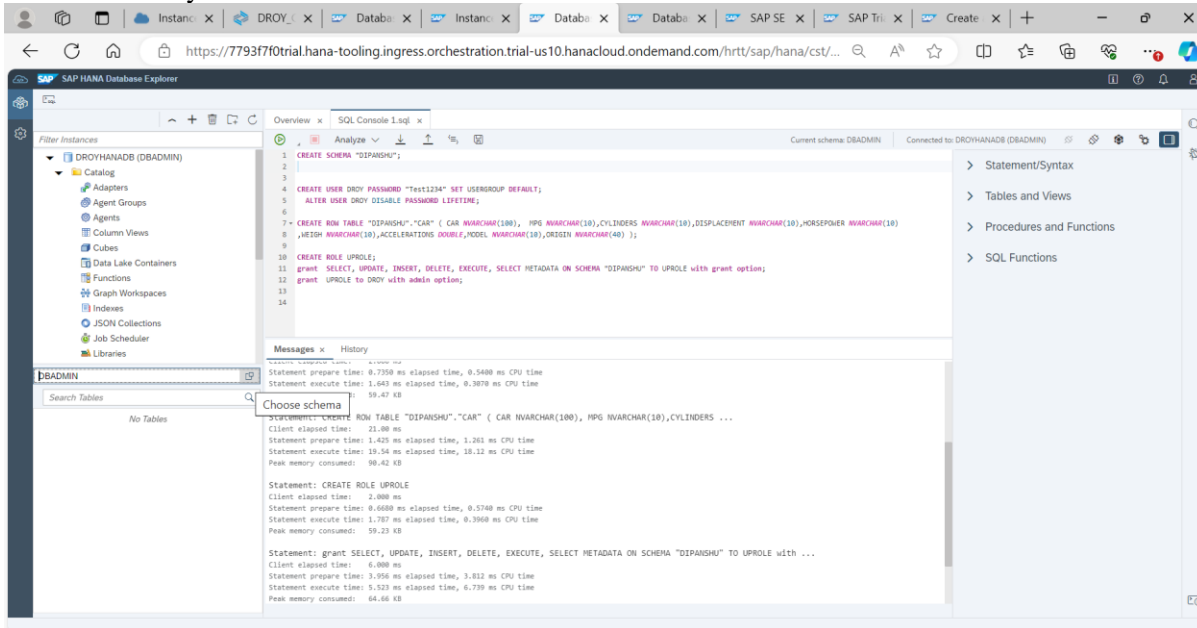 Instanc
DROY_
Databa
Instanc
Databa
Databa
SAP SE
SAP Tri
Create
https://7793f7f0trial.hana-tooling.ingress.orchestration.trial-us10.hanacloud.ondemand.com/hrtt/sap/hana/cst/...
SAP SAP HANA Database Explorer
Overview
SQL Console 1.sql
Filter Instances
Analyze
Current schema: DBADMIN
Connected to: DROYHANADB (DBADMIN)
DROYHANADB (DBADMIN)
Catalog
Adapters
Agent Groups
Agents
Column Views
Cubes
Data Lake Containers
Functions
Graph Workspaces
Indexes
JSON Collections
Job Scheduler
Libraries
DBADMIN
Search Tables
No Tables
Choose schema
1 CREATE SCHEMA "DIPANSHU";
2
3
4 CREATE USER DROY PASSWORD "Test1234" SET USERGROUP DEFAULT;
5 ALTER USER DROY DISABLE PASSWORD LIFETIME;
6
7 CREATE ROW TABLE "DIPANSHU"."CAR" ( CAR NVARCHAR(100), MPG NVARCHAR(10),CYLINDERS NVARCHAR(10),DISPLACEMENT NVARCHAR(10),HORSEPOWER NVARCHAR(10)
8 ,WEIGH NVARCHAR(10),ACCELERATIONS DOUBLE,MODEL NVARCHAR(10),ORIGIN NVARCHAR(40) );
9
10 CREATE ROLE UPROLE;
11 grant SELECT, UPDATE, INSERT, DELETE, EXECUTE, SELECT METADATA ON SCHEMA "DIPANSHU" TO UPROLE with grant option;
12 grant UPROLE to DROY with admin option;
13
14
Statement/Syntax
Tables and Views
Procedures and Functions
SQL Functions
Messages
History
Statement prepare time: 0.7350 ms elapsed time, 0.5400 ms CPU time
Statement execute time: 1.643 ms elapsed time, 0.3070 ms CPU time
59.47 KB
Statement: CREATE ROW TABLE "DIPANSHU"."CAR" ( CAR NVARCHAR(100), MPG NVARCHAR(10),CYLINDERS ...
Client elapsed time: 21.00 ms
Statement prepare time: 1.425 ms elapsed time, 1.261 ms CPU time
Statement execute time: 19.54 ms elapsed time, 18.12 ms CPU time
Peak memory consumed: 90.42 KB
Statement: CREATE ROLE UPROLE
Client elapsed time: 2.000 ms
Statement prepare time: 0.6680 ms elapsed time, 0.5740 ms CPU time
Statement execute time: 1.787 ms elapsed time, 0.3960 ms CPU time
Peak memory consumed: 59.23 KB
Statement: grant SELECT, UPDATE, INSERT, DELETE, EXECUTE, SELECT METADATA ON SCHEMA "DIPANSHU" TO UPROLE with ...
Client elapsed time: 6.000 ms
Statement prepare time: 3.956 ms elapsed time, 3.812 ms CPU time
Statement execute time: 5.523 ms elapsed time, 6.739 ms CPU time
Peak memory consumed: 64.66 KB